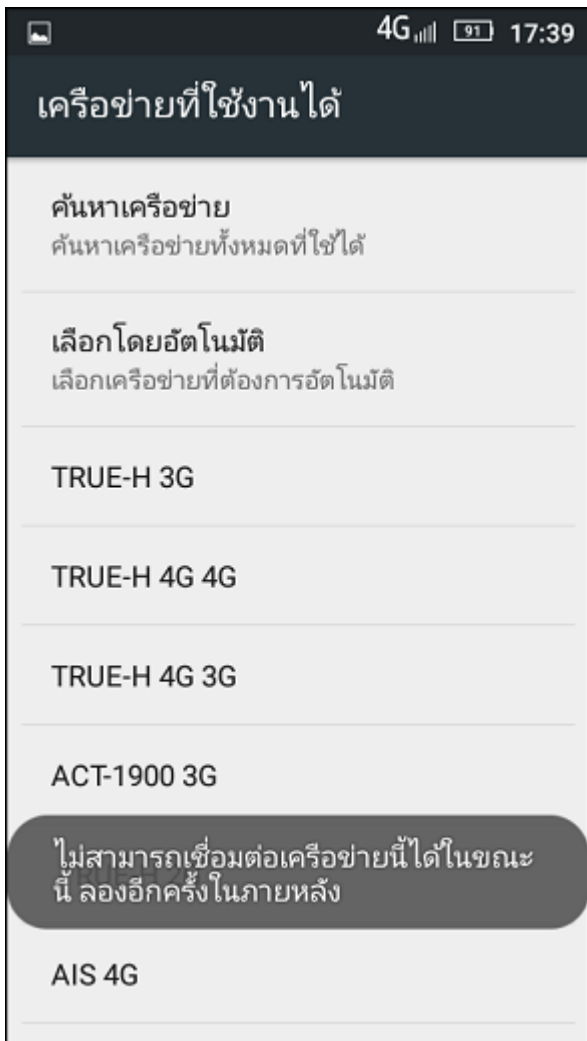 4G 91 17:39
เครือข่ายที่ใช้งานได้
ค้นหาเครือข่าย
ค้นหาเครือข่ายทั้งหมดที่ใช้ได้
เลือกโดยอัตโนมัติ
เลือกเครือข่ายที่ต้องการอัตโนมัติ
TRUE-H 3G
TRUE-H 4G 4G
TRUE-H 4G 3G
ACT-1900 3G
ไม่สามารถเชื่อมต่อเครือข่ายนี้ได้ในขณะ
นี้ ลองอีกครั้งในภายหลัง
AIS 4G